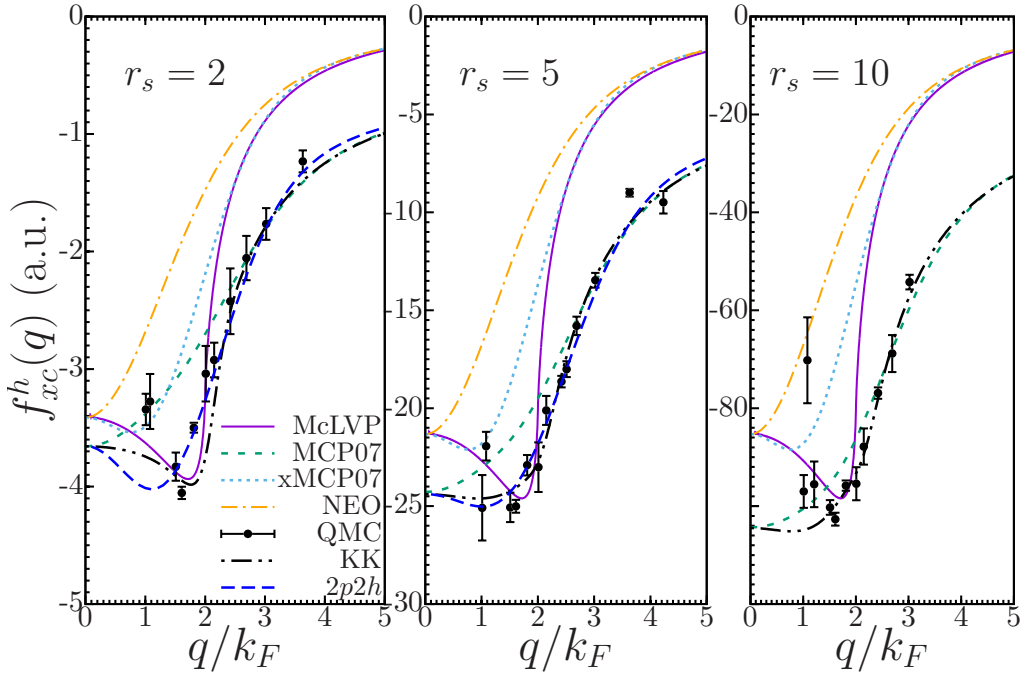 f^h_{xc}(q) (a.u.)
0
-1
-2
-3
-4
-5
r_s = 2
McLVP
MCP07
xMCP07
NEO
QMC
KK
2p2h
0 1 2 3 4 5
q/k_F
0
-5
-10
-15
-20
-25
-30
r_s = 5
0 1 2 3 4 5
q/k_F
0
-20
-40
-60
-80
r_s = 10
0 1 2 3 4 5
q/k_F